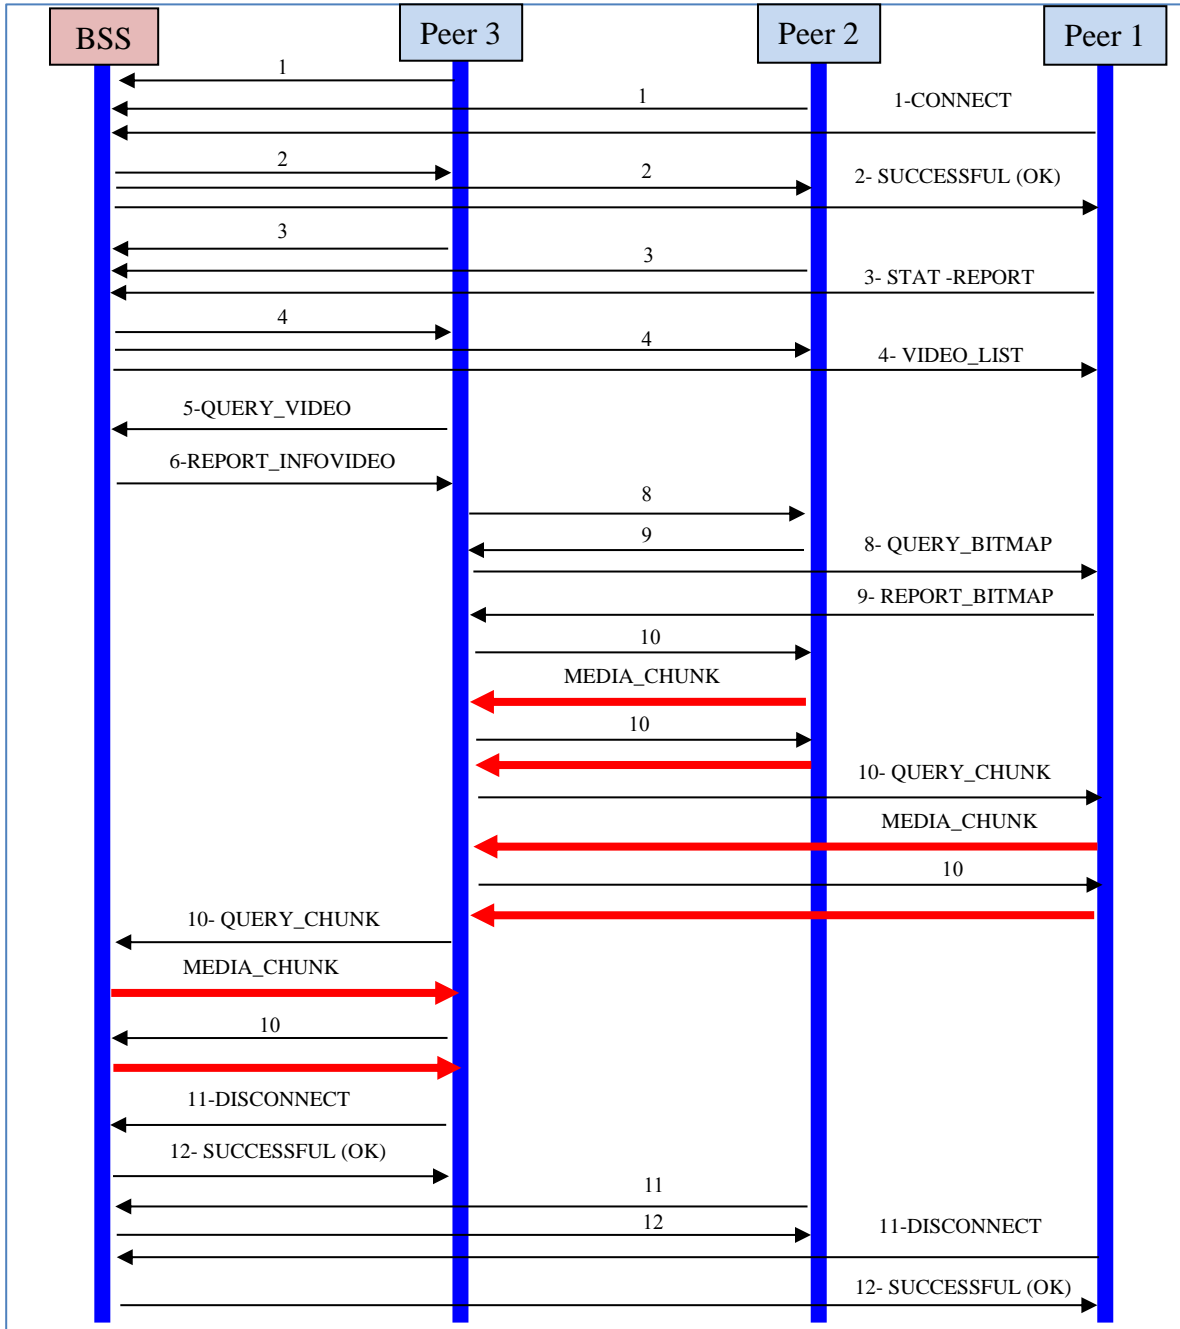 BSS
Peer 3
Peer 2
Peer 1
1
1
1-CONNECT
2
2
2- SUCCESSFUL (OK)
3
3
3- STAT -REPORT
4
4
4- VIDEO_LIST
5-QUERY_VIDEO
6-REPORT_INFOVIDEO
8
9
8- QUERY_BITMAP
9- REPORT_BITMAP
10
MEDIA_CHUNK
10
10- QUERY_CHUNK
MEDIA_CHUNK
10
10- QUERY_CHUNK
MEDIA_CHUNK
10
11-DISCONNECT
12- SUCCESSFUL (OK)
11
12
11-DISCONNECT
12- SUCCESSFUL (OK)